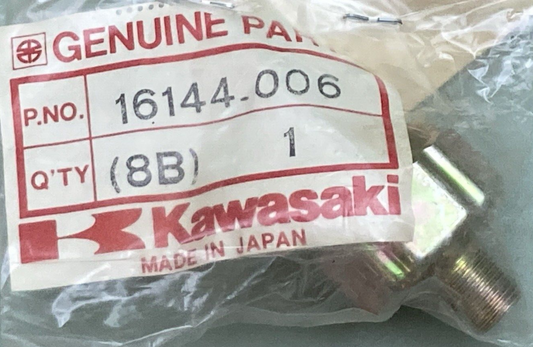 GENUINE PAR
P.NO. 16144-006
Q'TY (8B) 1
Kawasaki
MADE IN JAPAN